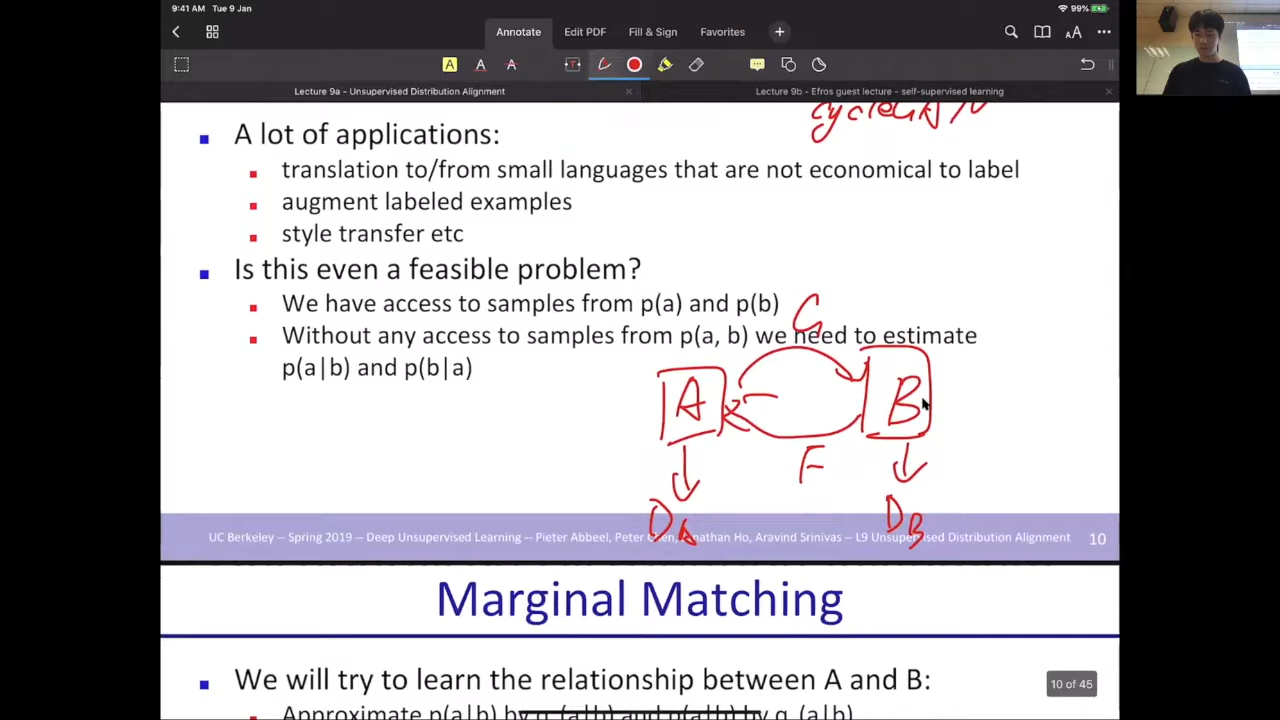 9:41 AM Tue 9 Jan
99%
Annotate
Edit PDF
Fill & Sign
Favorites
Lecture 9a - Unsupervised Distribution Alignment
Lecture 9b - Efros guest lecture - self-supervised learning
A lot of applications:
translation to/from small languages that are not economical to label
augment labeled examples
style transfer etc
Is this even a feasible problem?
We have access to samples from p(a) and p(b)
G
Without any access to samples from p(a, b) we need to estimate
p(a|b) and p(b|a)
A
B
F
DA
DB
UC Berkeley -- Spring 2019 -- Deep Unsupervised Learning -- Pieter Abbeel, Peter Chen, Jonathan Ho, Aravind Srinivas -- L9 Unsupervised Distribution Alignment
10
Marginal Matching
We will try to learn the relationship between A and B:
10 of 45